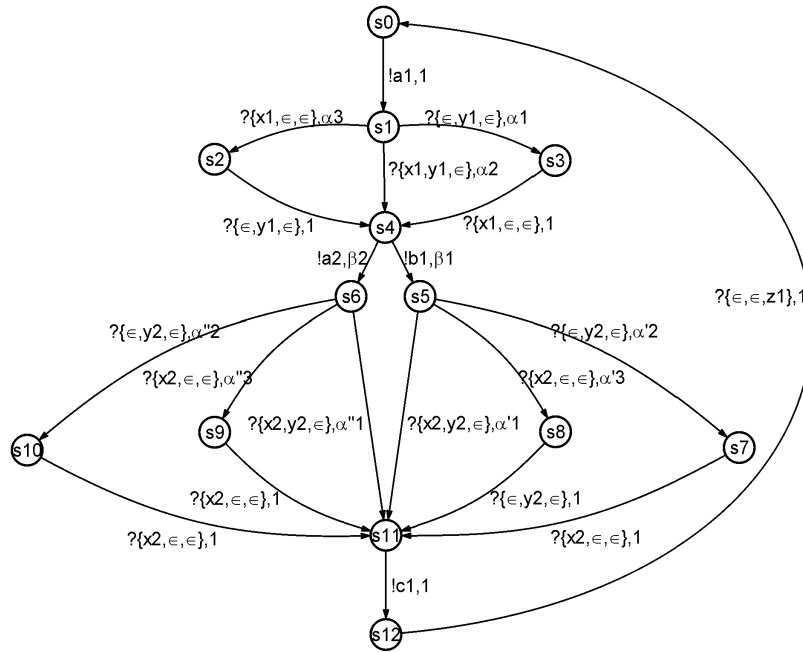 s0
!a1,1
?{x1,∈,∈},α3
s1
?{∈,y1,∈},α1
s2
?{x1,y1,∈},α2
s3
?{∈,y1,∈},1
s4
?{x1,∈,∈},1
!a2,β2
!b1,β1
s6
s5
?{∈,∈,z1},1
?{∈,y2,∈},α"2
?{∈,y2,∈},α'2
?{x2,∈,∈},α"3
?{x2,∈,∈},α'3
?{x2,y2,∈},α"1
?{x2,y2,∈},α'1
s10
s9
s8
s7
?{x2,∈,∈},1
?{∈,y2,∈},1
?{x2,∈,∈},1
s11
?{x2,∈,∈},1
!c1,1
s12